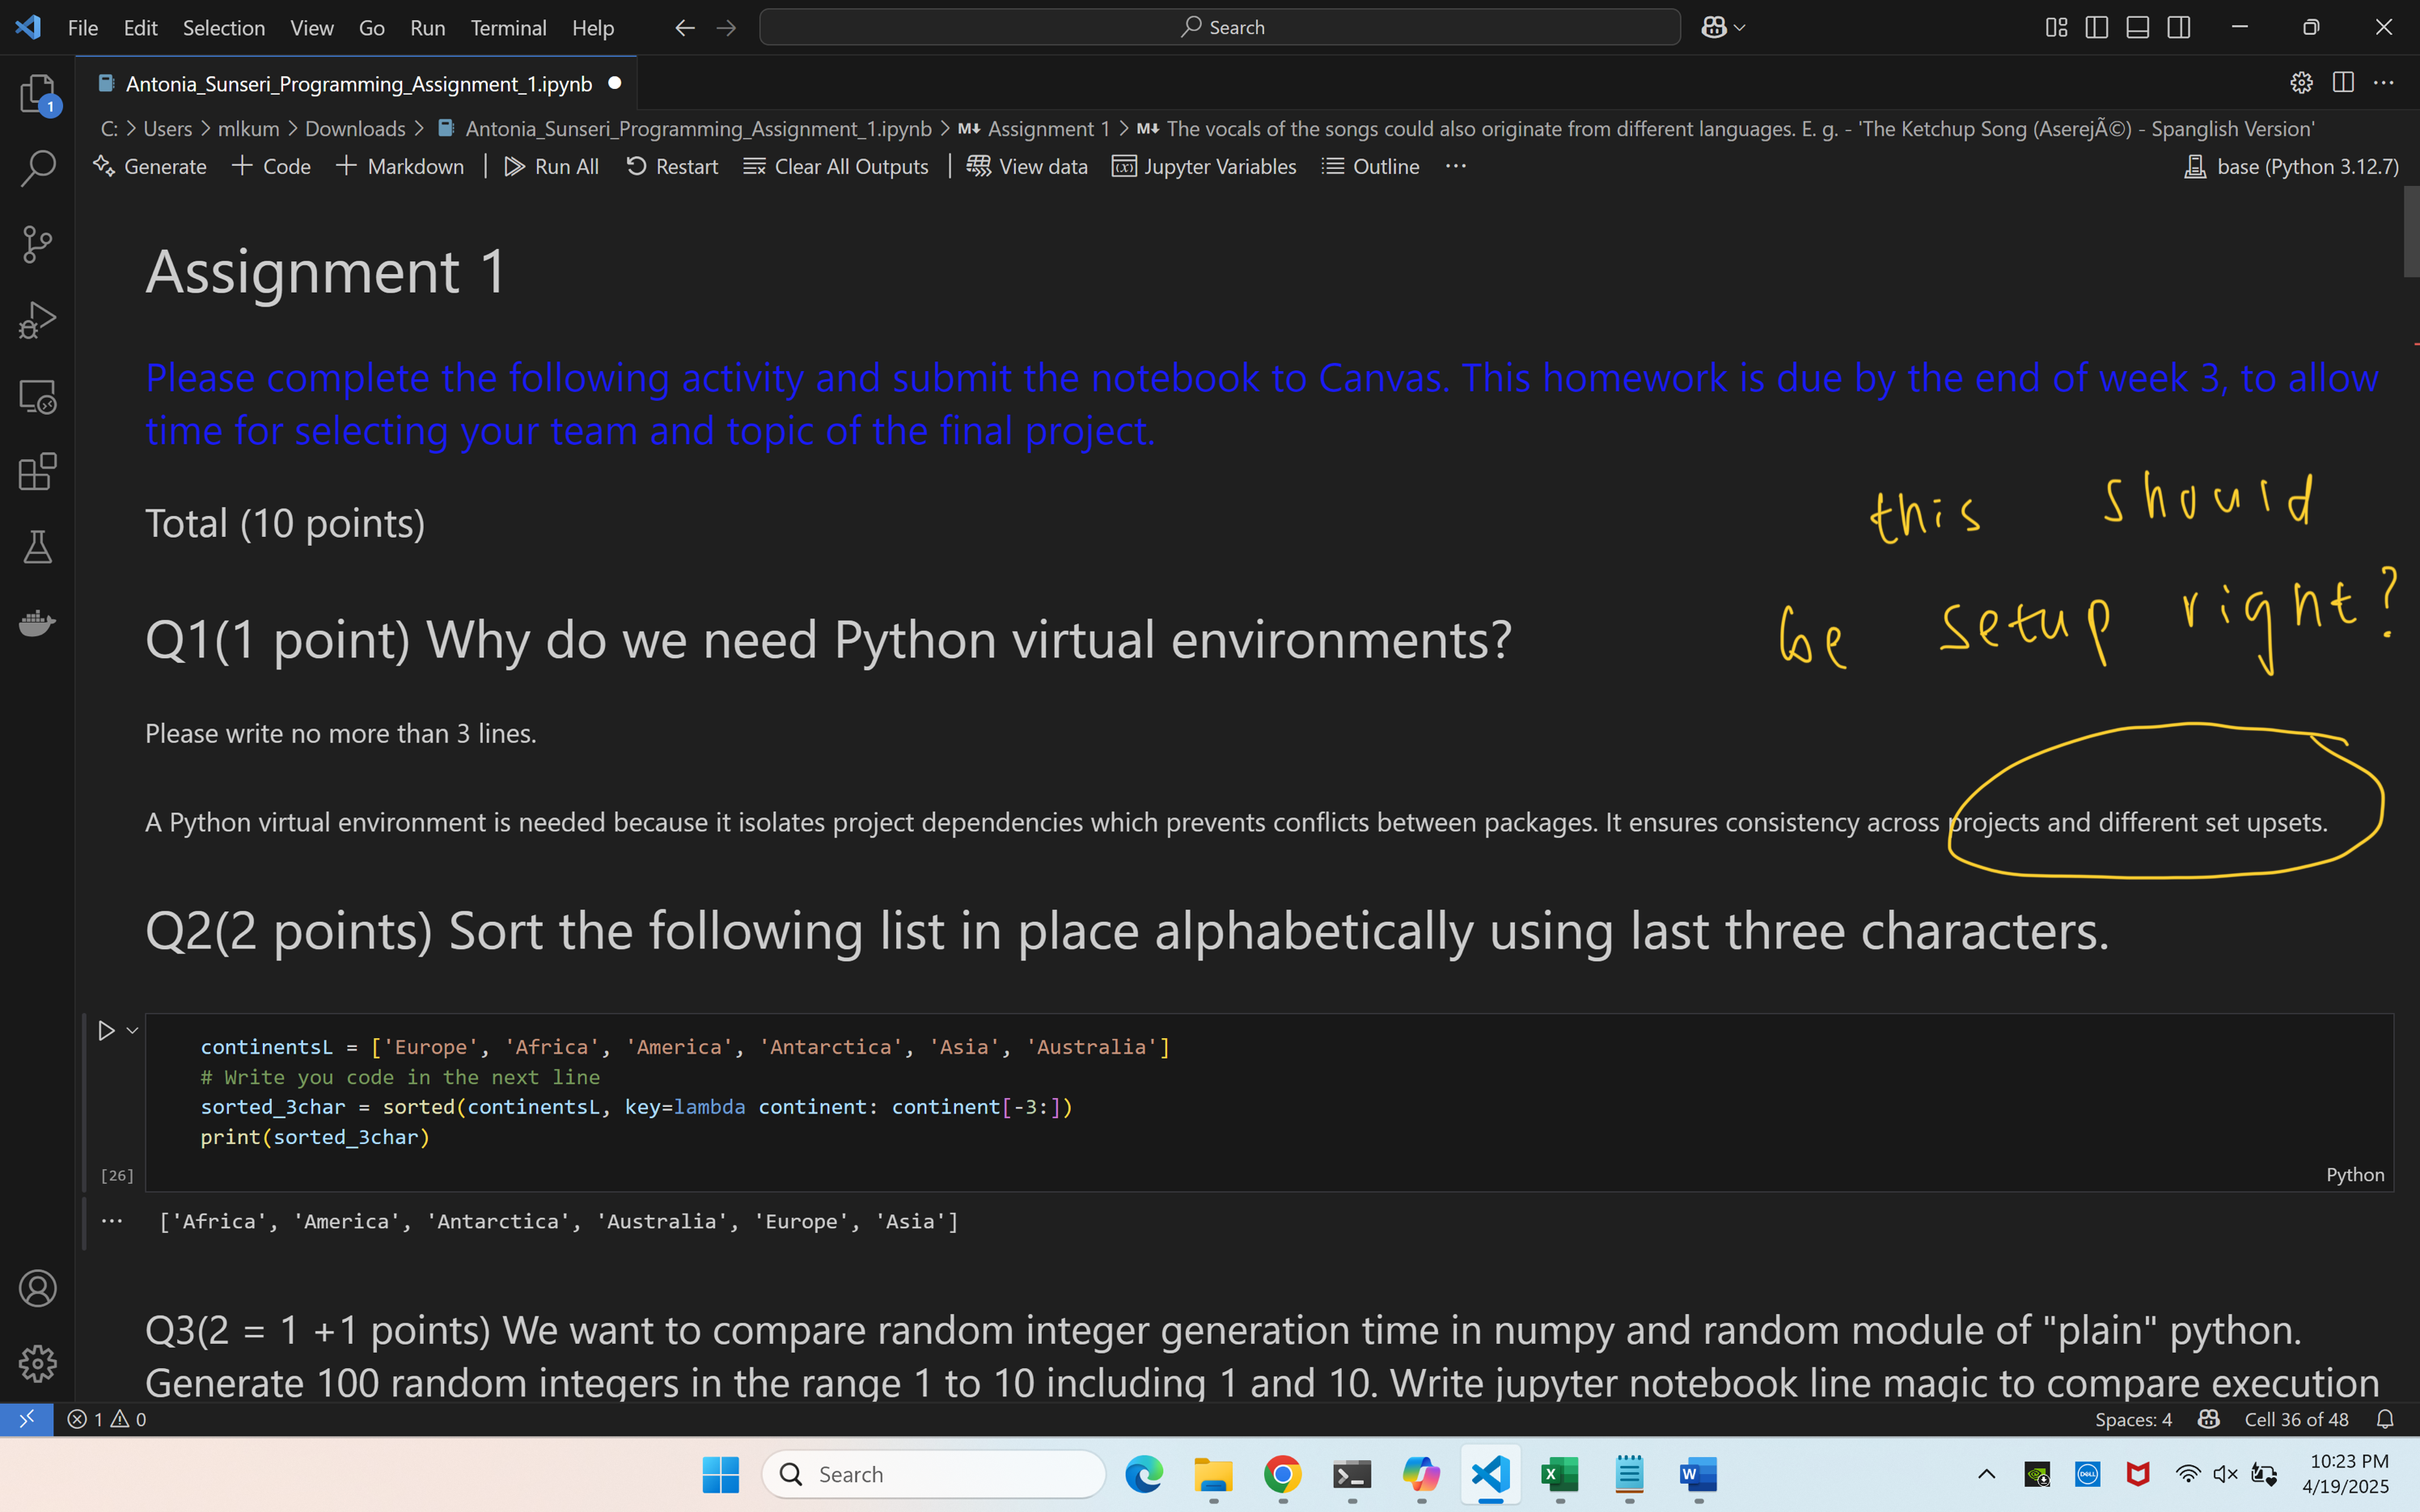 File Edit Selection View Go Run Terminal Help
Search
Antonia_Sunseri_Programming_Assignment_1.ipynb
1
C: > Users > mlkum > Downloads > Antonia_Sunseri_Programming_Assignment_1.ipynb > M↓ Assignment 1 > M↓ The vocals of the songs could also originate from different languages. E. g. - 'The Ketchup Song (AserejÃ©) - Spanglish Version'
Generate + Code + Markdown | Run All Restart Clear All Outputs | View data Jupyter Variables Outline ...
base (Python 3.12.7)
Assignment 1
Please complete the following activity and submit the notebook to Canvas. This homework is due by the end of week 3, to allow
time for selecting your team and topic of the final project.
Total (10 points)
this should
be setup right?
Q1(1 point) Why do we need Python virtual environments?
Please write no more than 3 lines.
A Python virtual environment is needed because it isolates project dependencies which prevents conflicts between packages. It ensures consistency across projects and different set upsets.
Q2(2 points) Sort the following list in place alphabetically using last three characters.
continentsL = ['Europe', 'Africa', 'America', 'Antarctica', 'Asia', 'Australia']
# Write you code in the next line
sorted_3char = sorted(continentsL, key=lambda continent: continent[-3:])
print(sorted_3char)
[26]
Python
... ['Africa', 'America', 'Antarctica', 'Australia', 'Europe', 'Asia']
Q3(2 = 1 +1 points) We want to compare random integer generation time in numpy and random module of "plain" python.
Generate 100 random integers in the range 1 to 10 including 1 and 10. Write jupyter notebook line magic to compare execution
1 0
Spaces: 4 Cell 36 of 48
Search
10:23 PM
4/19/2025